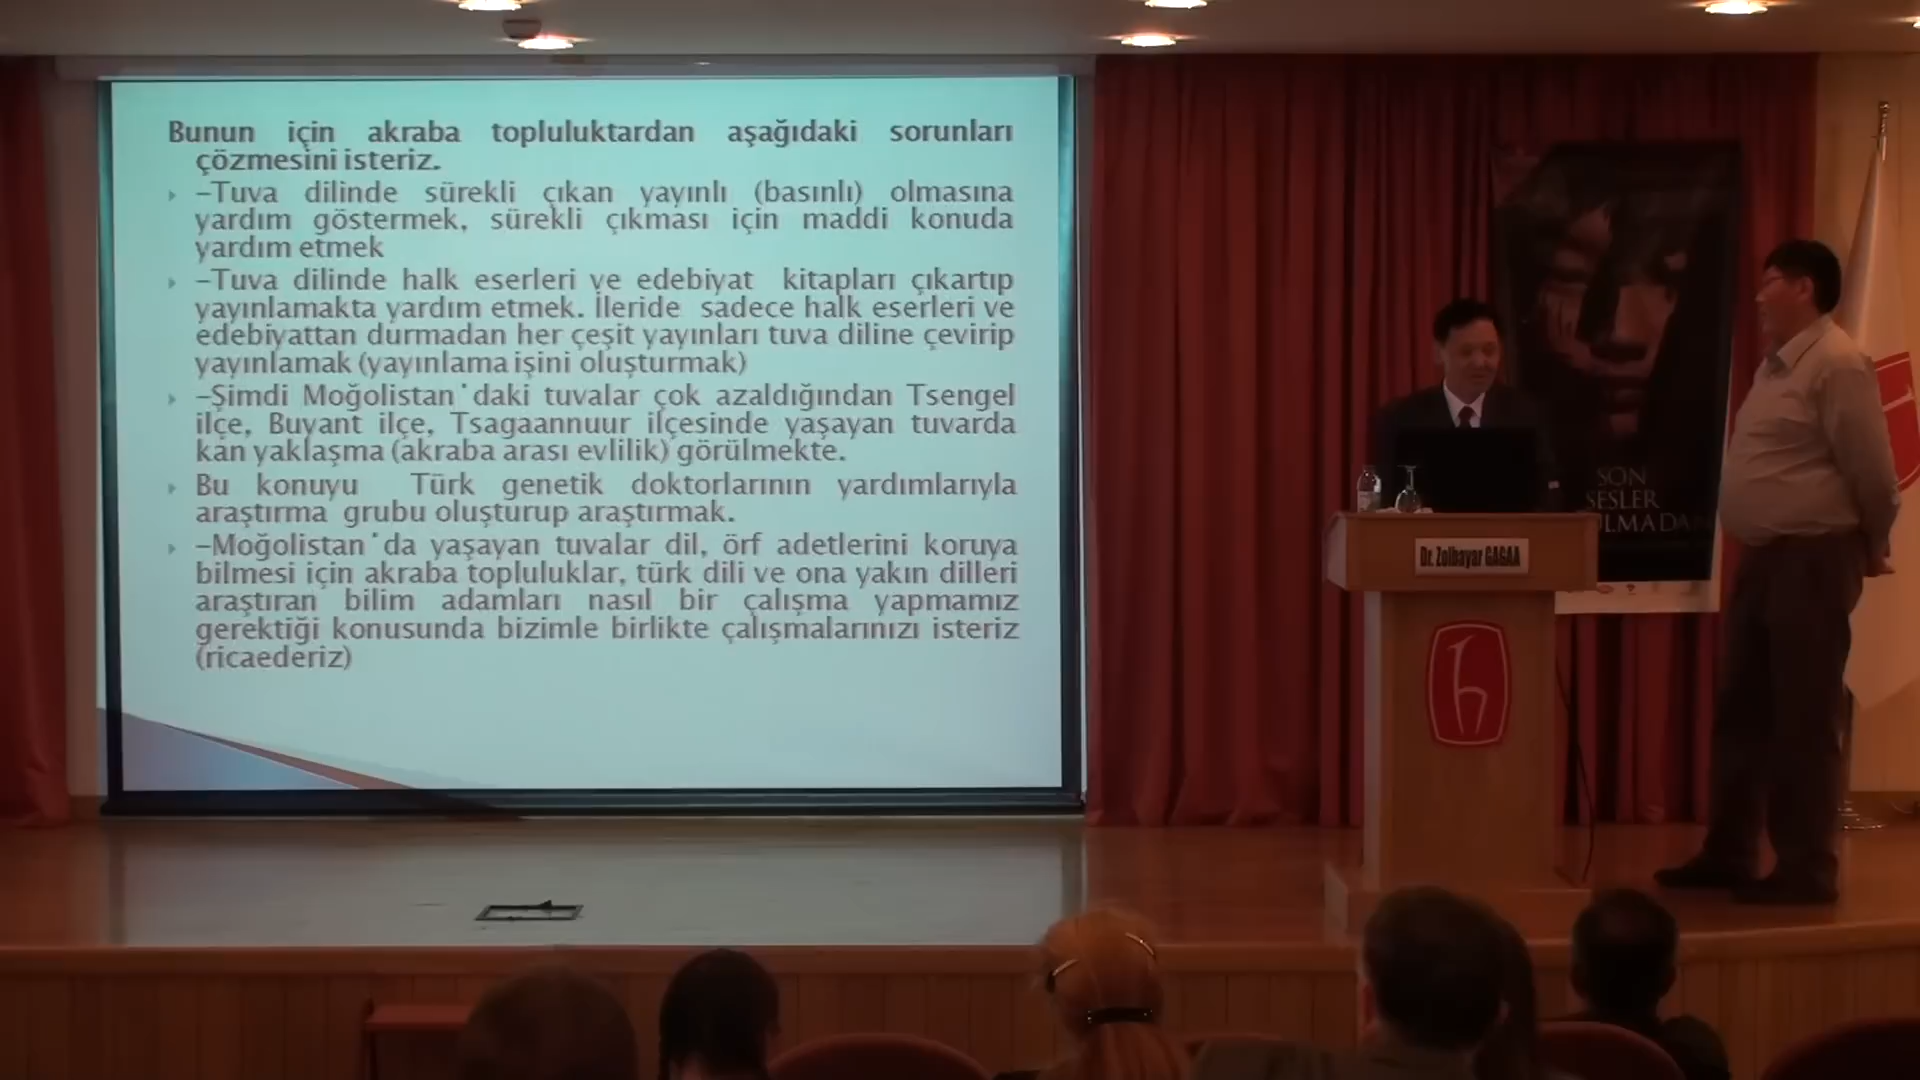 Bunun için akraba topluluktardan aşağıdaki sorunları
çözmesini isteriz.
-Tuva dilinde sürekli çıkan yayınlı (basınlı) olmasına
yardım göstermek, sürekli çıkması için maddi konuda
yardım etmek
-Tuva dilinde halk eserleri ve edebiyat kitapları çıkartıp
yayınlamakta yardım etmek. İleride sadece halk eserleri ve
edebiyattan durmadan her çeşit yayınları tuva diline çevirip
yayınlamak (yayınlama işini oluşturmak)
-Şimdi Moğolistan'daki tuvalar çok azaldığından Tsengel
ilçe, Buyant ilçe, Tsagaannuur ilçesinde yaşayan tuvarda
kan yaklaşma (akraba arası evlilik) görülmekte.
Bu konuyu Türk genetik doktorlarının yardımlarıyla
araştırma grubu oluşturup araştırmak.
-Moğolistan'da yaşayan tuvalar dil, örf adetlerini koruya
bilmesi için akraba topluluklar, türk dili ve ona yakın dilleri
araştıran bilim adamları nasıl bir çalışma yapmamız
gerektiği konusunda bizimle birlikte çalışmalarınızı isteriz
(ricaederiz)
SON
SESLER
OLMADAN
Dr. Zolbayar GAGAA